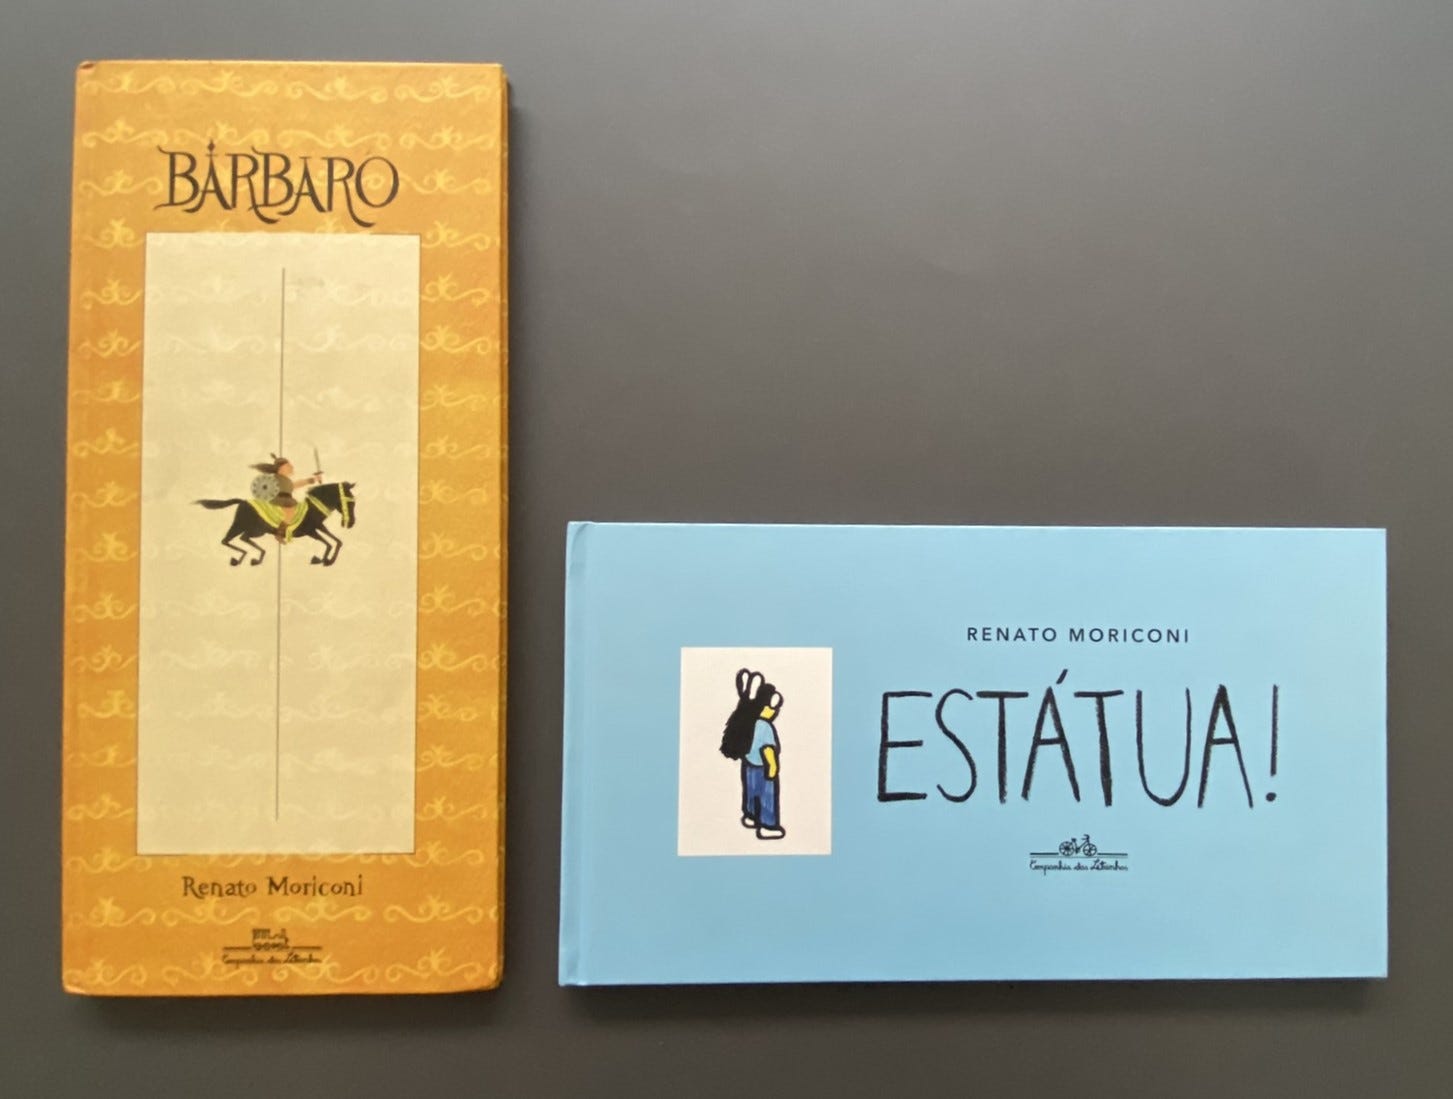 BÁRBARO
Renato Moriconi
Companhia das Letrinhas
RENATO MORICONI
ESTÁTUA!
Companhia das Letrinhas